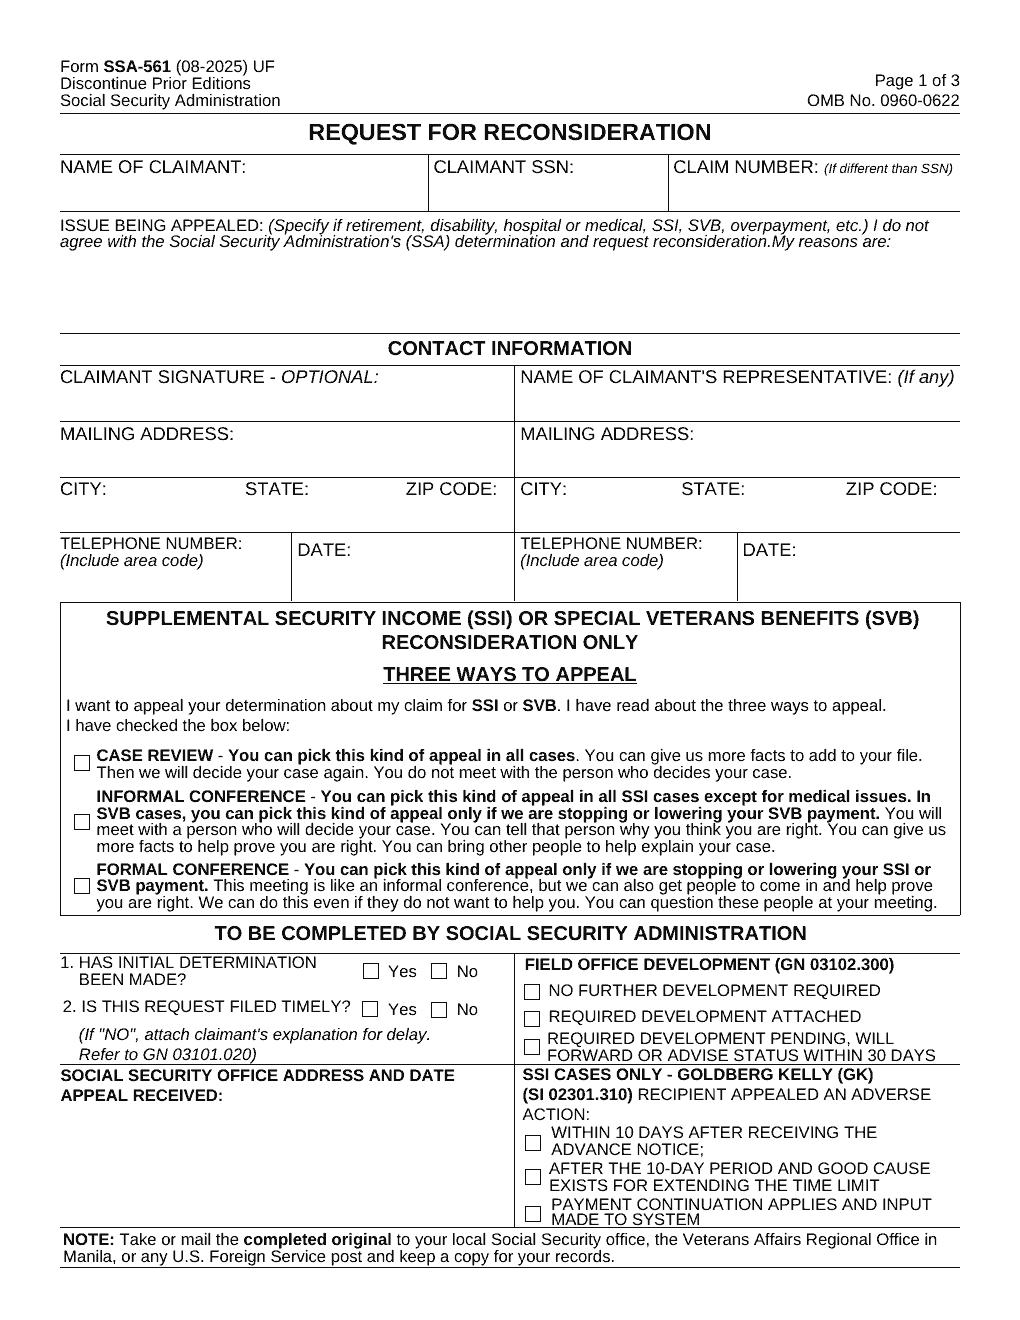 Form SSA-561 (08-2025) UF
Discontinue Prior Editions
Social Security Administration
Page 1 of 3
OMB No. 0960-0622
REQUEST FOR RECONSIDERATION
NAME OF CLAIMANT:
CLAIMANT SSN:
CLAIM NUMBER: (If different than SSN)
ISSUE BEING APPEALED: (Specify if retirement, disability, hospital or medical, SSI, SVB, overpayment, etc.) I do not
agree with the Social Security Administration's (SSA) determination and request reconsideration.My reasons are:
CONTACT INFORMATION
CLAIMANT SIGNATURE - OPTIONAL:
NAME OF CLAIMANT'S REPRESENTATIVE: (If any)
MAILING ADDRESS:
MAILING ADDRESS:
CITY: STATE: ZIP CODE:
CITY: STATE: ZIP CODE:
TELEPHONE NUMBER:
(Include area code)
DATE:
TELEPHONE NUMBER:
(Include area code)
DATE:
SUPPLEMENTAL SECURITY INCOME (SSI) OR SPECIAL VETERANS BENEFITS (SVB)
RECONSIDERATION ONLY
THREE WAYS TO APPEAL
I want to appeal your determination about my claim for SSI or SVB. I have read about the three ways to appeal.
I have checked the box below:
CASE REVIEW - You can pick this kind of appeal in all cases. You can give us more facts to add to your file.
Then we will decide your case again. You do not meet with the person who decides your case.
INFORMAL CONFERENCE - You can pick this kind of appeal in all SSI cases except for medical issues. In
SVB cases, you can pick this kind of appeal only if we are stopping or lowering your SVB payment. You will
meet with a person who will decide your case. You can tell that person why you think you are right. You can give us
more facts to help prove you are right. You can bring other people to help explain your case.
FORMAL CONFERENCE - You can pick this kind of appeal only if we are stopping or lowering your SSI or
SVB payment. This meeting is like an informal conference, but we can also get people to come in and help prove
you are right. We can do this even if they do not want to help you. You can question these people at your meeting.
TO BE COMPLETED BY SOCIAL SECURITY ADMINISTRATION
1. HAS INITIAL DETERMINATION
BEEN MADE?
Yes No
2. IS THIS REQUEST FILED TIMELY? Yes No
(If "NO", attach claimant's explanation for delay.
Refer to GN 03101.020)
FIELD OFFICE DEVELOPMENT (GN 03102.300)
NO FURTHER DEVELOPMENT REQUIRED
REQUIRED DEVELOPMENT ATTACHED
REQUIRED DEVELOPMENT PENDING, WILL
FORWARD OR ADVISE STATUS WITHIN 30 DAYS
SOCIAL SECURITY OFFICE ADDRESS AND DATE
APPEAL RECEIVED:
SSI CASES ONLY - GOLDBERG KELLY (GK)
(SI 02301.310) RECIPIENT APPEALED AN ADVERSE
ACTION:
WITHIN 10 DAYS AFTER RECEIVING THE
ADVANCE NOTICE;
AFTER THE 10-DAY PERIOD AND GOOD CAUSE
EXISTS FOR EXTENDING THE TIME LIMIT
PAYMENT CONTINUATION APPLIES AND INPUT
MADE TO SYSTEM
NOTE: Take or mail the completed original to your local Social Security office, the Veterans Affairs Regional Office in
Manila, or any U.S. Foreign Service post and keep a copy for your records.